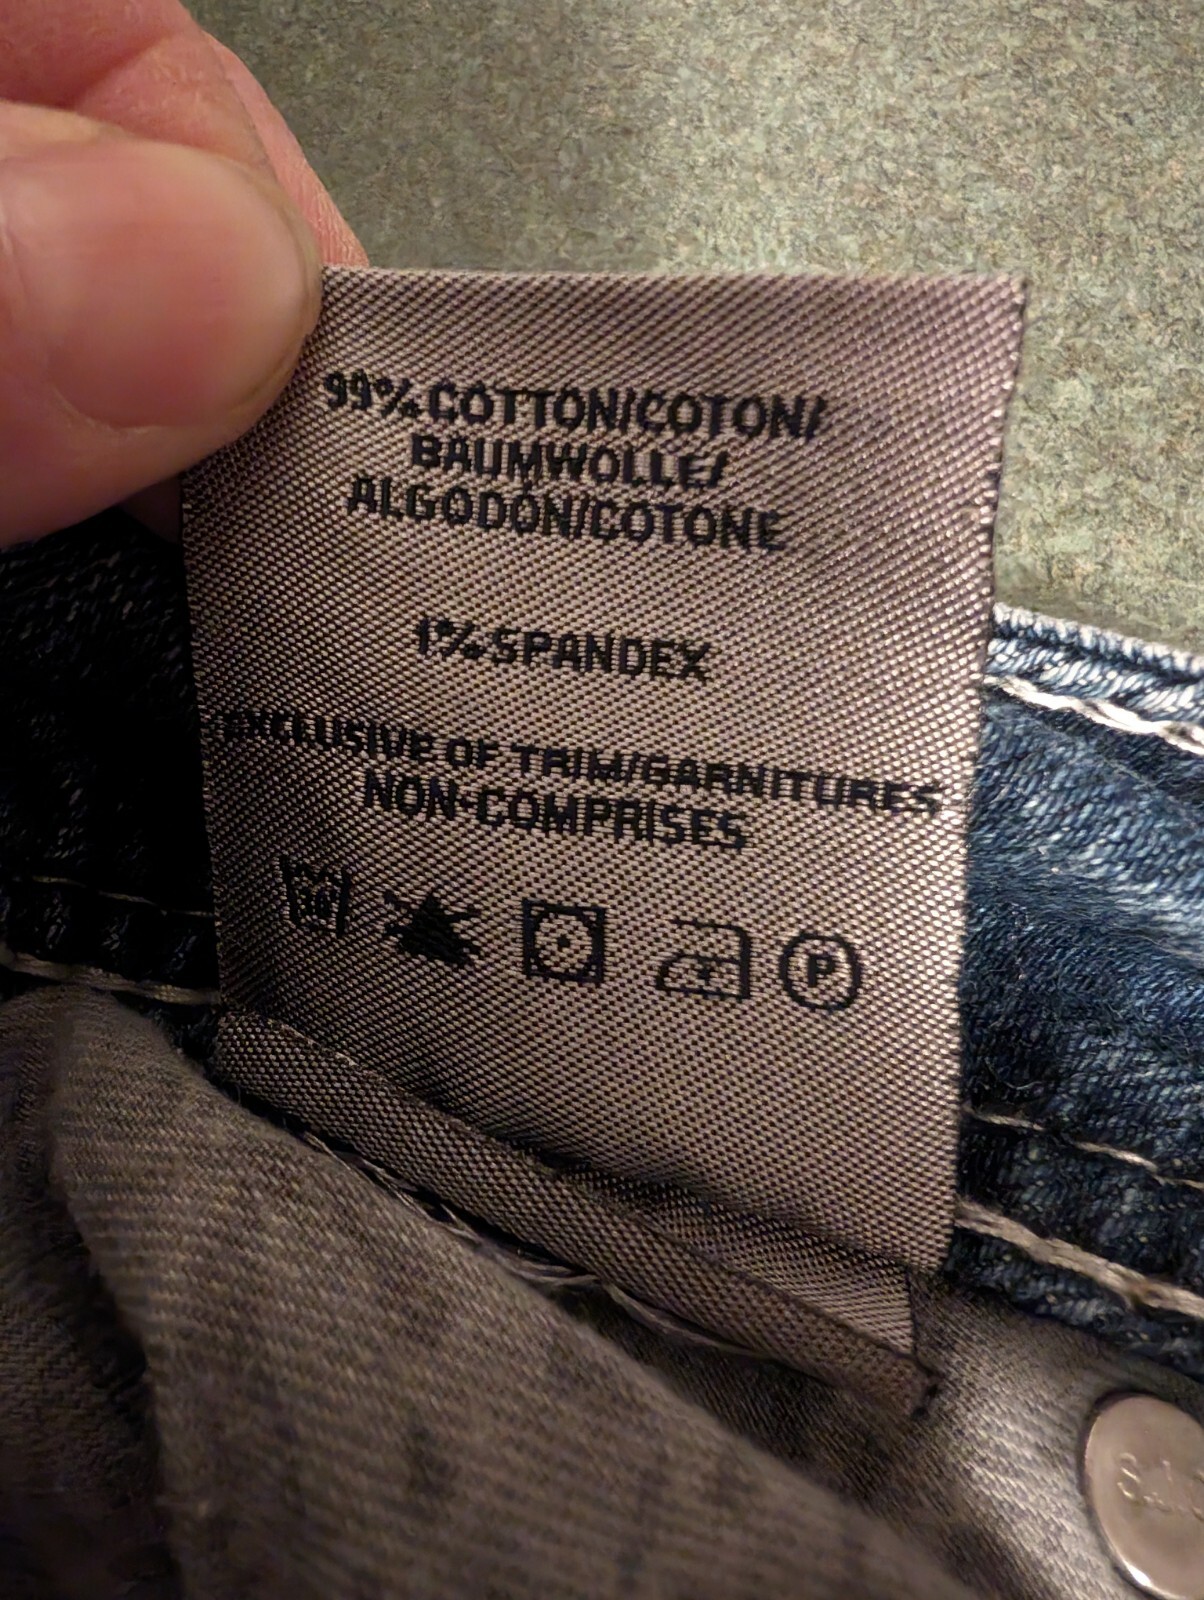 99% COTTON/COTON/
BAUMWOLLE/
ALGODÓN/COTONE
1% SPANDEX
EXCLUSIVE OF TRIM/GARNITURES
NON-COMPRISES
30
P